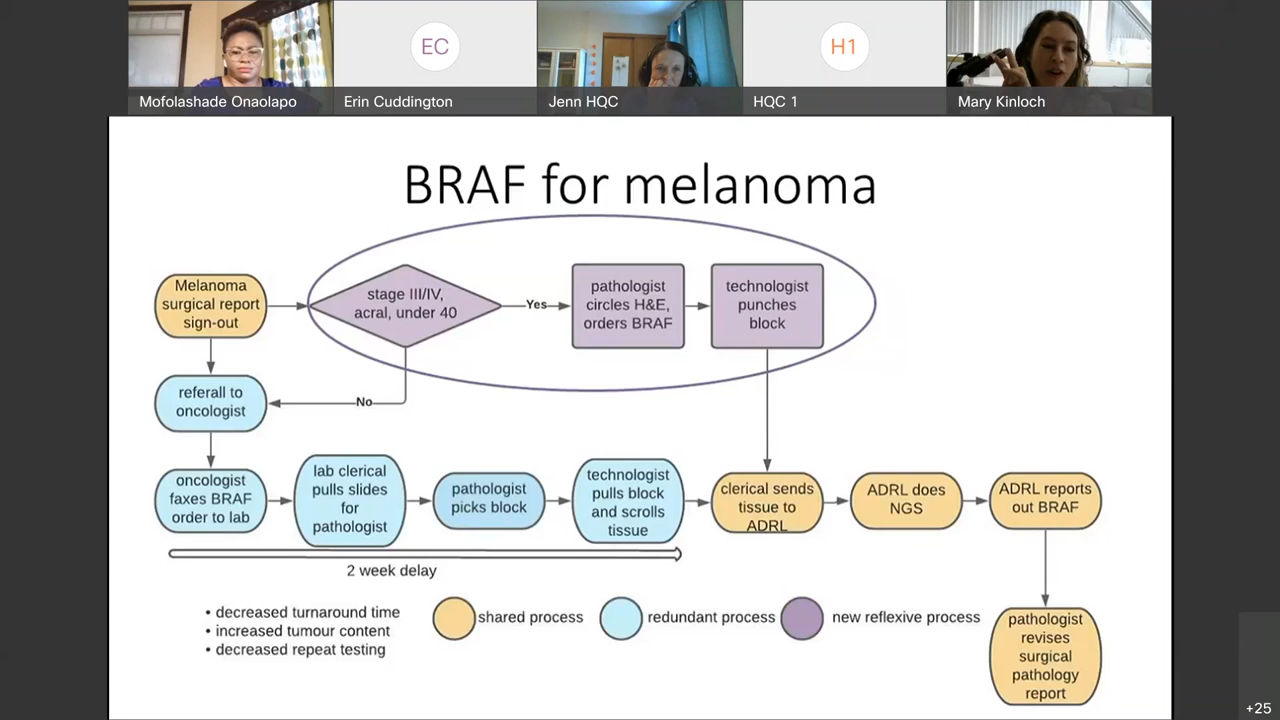 EC
H1
Mofolashade Onaolapo
Erin Cuddington
Jenn HQC
HQC 1
Mary Kinloch
BRAF for melanoma
Melanoma
surgical report
sign-out
stage III/IV,
acral, under 40
Yes
pathologist
circles H&E,
orders BRAF
technologist
punches
block
No
referall to
oncologist
oncologist
faxes BRAF
order to lab
lab clerical
pulls slides
for
pathologist
pathologist
picks block
technologist
pulls block
and scrolls
tissue
clerical sends
tissue to
ADRL
ADRL does
NGS
ADRL reports
out BRAF
2 week delay
• decreased turnaround time
• increased tumour content
• decreased repeat testing
shared process
redundant process
new reflexive process
pathologist
revises
surgical
pathology
report
+25